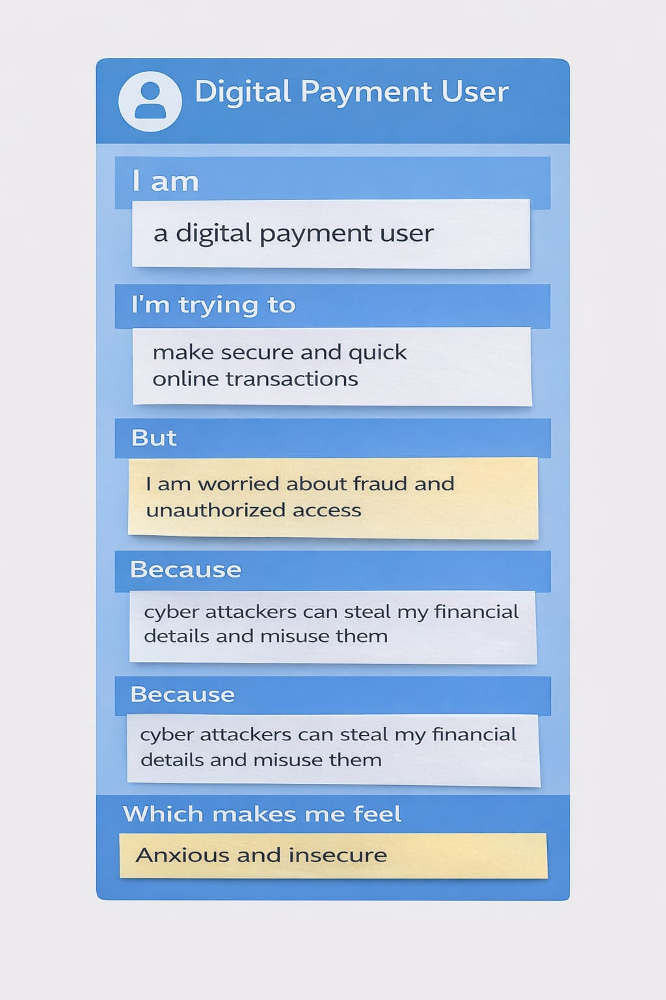 Digital Payment User
I am
a digital payment user
I'm trying to
make secure and quick
online transactions
But
I am worried about fraud and
unauthorized access
Because
cyber attackers can steal my financial
details and misuse them
Because
cyber attackers can steal my financial
details and misuse them
Which makes me feel
Anxious and insecure